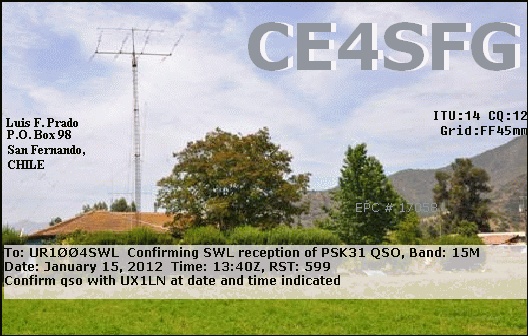 CE4SFG
ITU:14 CQ:12
Grid:FF45mm
Luis F. Prado
P.O. Box 98
San Fernando,
CHILE
EPC #:
To: UR1ØØ4SWL Confirming SWL reception of PSK31 QSO, Band: 15M
Date: January 15, 2012 Time: 13:40Z, RST: 599
Confirm qso with UX1LN at date and time indicated